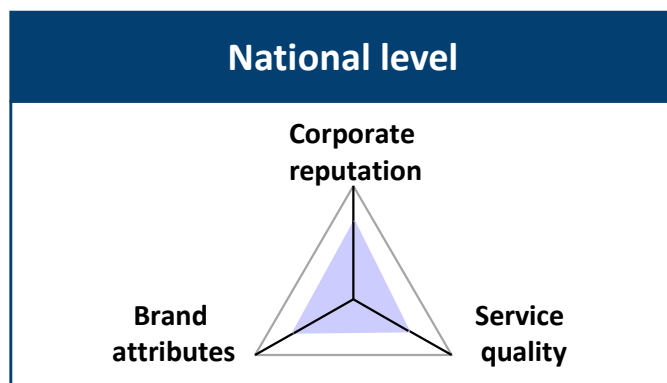 National level
Corporate
reputation
Brand
attributes
Service
quality